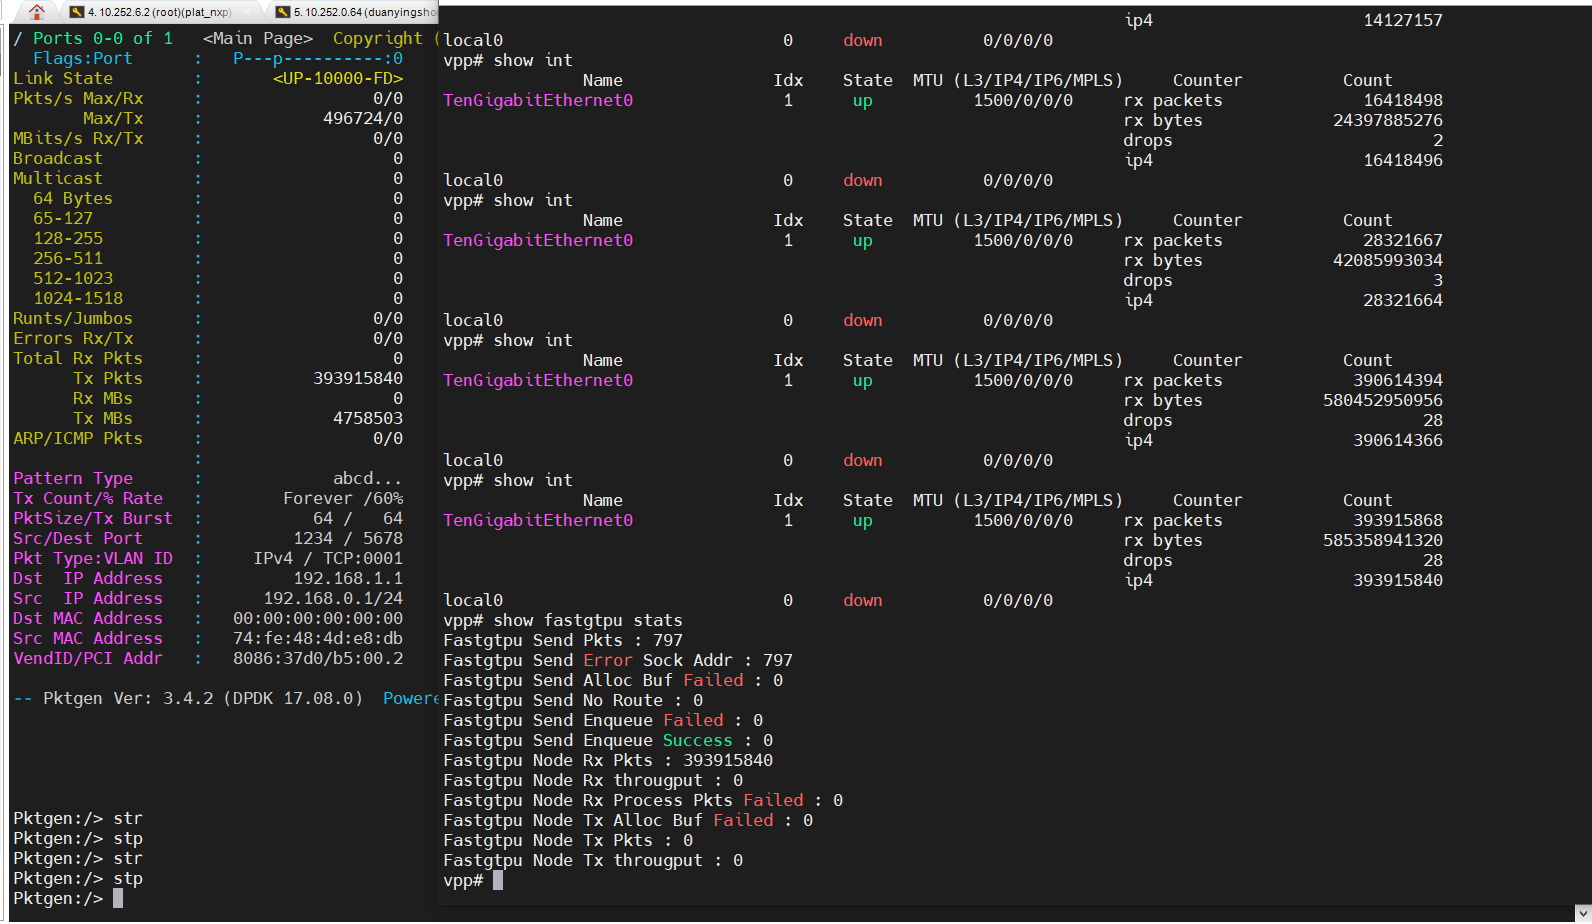 4. 10.252.6.2 (root)(plat_nxp)
5. 10.252.0.64 (duanyingsho
/ Ports 0-0 of 1   <Main Page>  Copyright (
Flags:Port      :   P---p----------:0
Link State        :       <UP-10000-FD>
Pkts/s Max/Rx     :                 0/0
Max/Tx     :            496724/0
MBits/s Rx/Tx     :                 0/0
Broadcast         :                   0
Multicast         :                   0
64 Bytes        :                   0
65-127          :                   0
128-255         :                   0
256-511         :                   0
512-1023        :                   0
1024-1518       :                   0
Runts/Jumbos      :                 0/0
Errors Rx/Tx      :                 0/0
Total Rx Pkts     :                   0
Tx Pkts     :           393915840
Rx MBs      :                   0
Tx MBs      :             4758503
ARP/ICMP Pkts     :                 0/0
:
Pattern Type      :             abcd...
Tx Count/% Rate   :        Forever /60%
PktSize/Tx Burst  :           64 /   64
Src/Dest Port     :         1234 / 5678
Pkt Type:VLAN ID  :     IPv4 / TCP:0001
Dst  IP Address   :         192.168.1.1
Src  IP Address   :      192.168.0.1/24
Dst MAC Address   :   00:00:00:00:00:00
Src MAC Address   :   74:fe:48:4d:e8:db
VendID/PCI Addr   :   8086:37d0/b5:00.2
-- Pktgen Ver: 3.4.2 (DPDK 17.08.0)  Powere
Pktgen:/> str
Pktgen:/> stp
Pktgen:/> str
Pktgen:/> stp
Pktgen:/>
ip4                     14127157
local0                            0     down          0/0/0/0
vpp# show int
Name               Idx    State  MTU (L3/IP4/IP6/MPLS)     Counter          Count
TenGigabitEthernet0               1      up          1500/0/0/0     rx packets              16418498
rx bytes             24397885276
drops                          2
ip4                     16418496
local0                            0     down          0/0/0/0
vpp# show int
Name               Idx    State  MTU (L3/IP4/IP6/MPLS)     Counter          Count
TenGigabitEthernet0               1      up          1500/0/0/0     rx packets              28321667
rx bytes             42085993034
drops                          3
ip4                     28321664
local0                            0     down          0/0/0/0
vpp# show int
Name               Idx    State  MTU (L3/IP4/IP6/MPLS)     Counter          Count
TenGigabitEthernet0               1      up          1500/0/0/0     rx packets             390614394
rx bytes            580452950956
drops                         28
ip4                    390614366
local0                            0     down          0/0/0/0
vpp# show int
Name               Idx    State  MTU (L3/IP4/IP6/MPLS)     Counter          Count
TenGigabitEthernet0               1      up          1500/0/0/0     rx packets             393915868
rx bytes            585358941320
drops                         28
ip4                    393915840
local0                            0     down          0/0/0/0
vpp# show fastgtpu stats
Fastgtpu Send Pkts : 797
Fastgtpu Send Error Sock Addr : 797
Fastgtpu Send Alloc Buf Failed : 0
Fastgtpu Send No Route : 0
Fastgtpu Send Enqueue Failed : 0
Fastgtpu Send Enqueue Success : 0
Fastgtpu Node Rx Pkts : 393915840
Fastgtpu Node Rx througput : 0
Fastgtpu Node Rx Process Pkts Failed : 0
Fastgtpu Node Tx Alloc Buf Failed : 0
Fastgtpu Node Tx Pkts : 0
Fastgtpu Node Tx througput : 0
vpp#